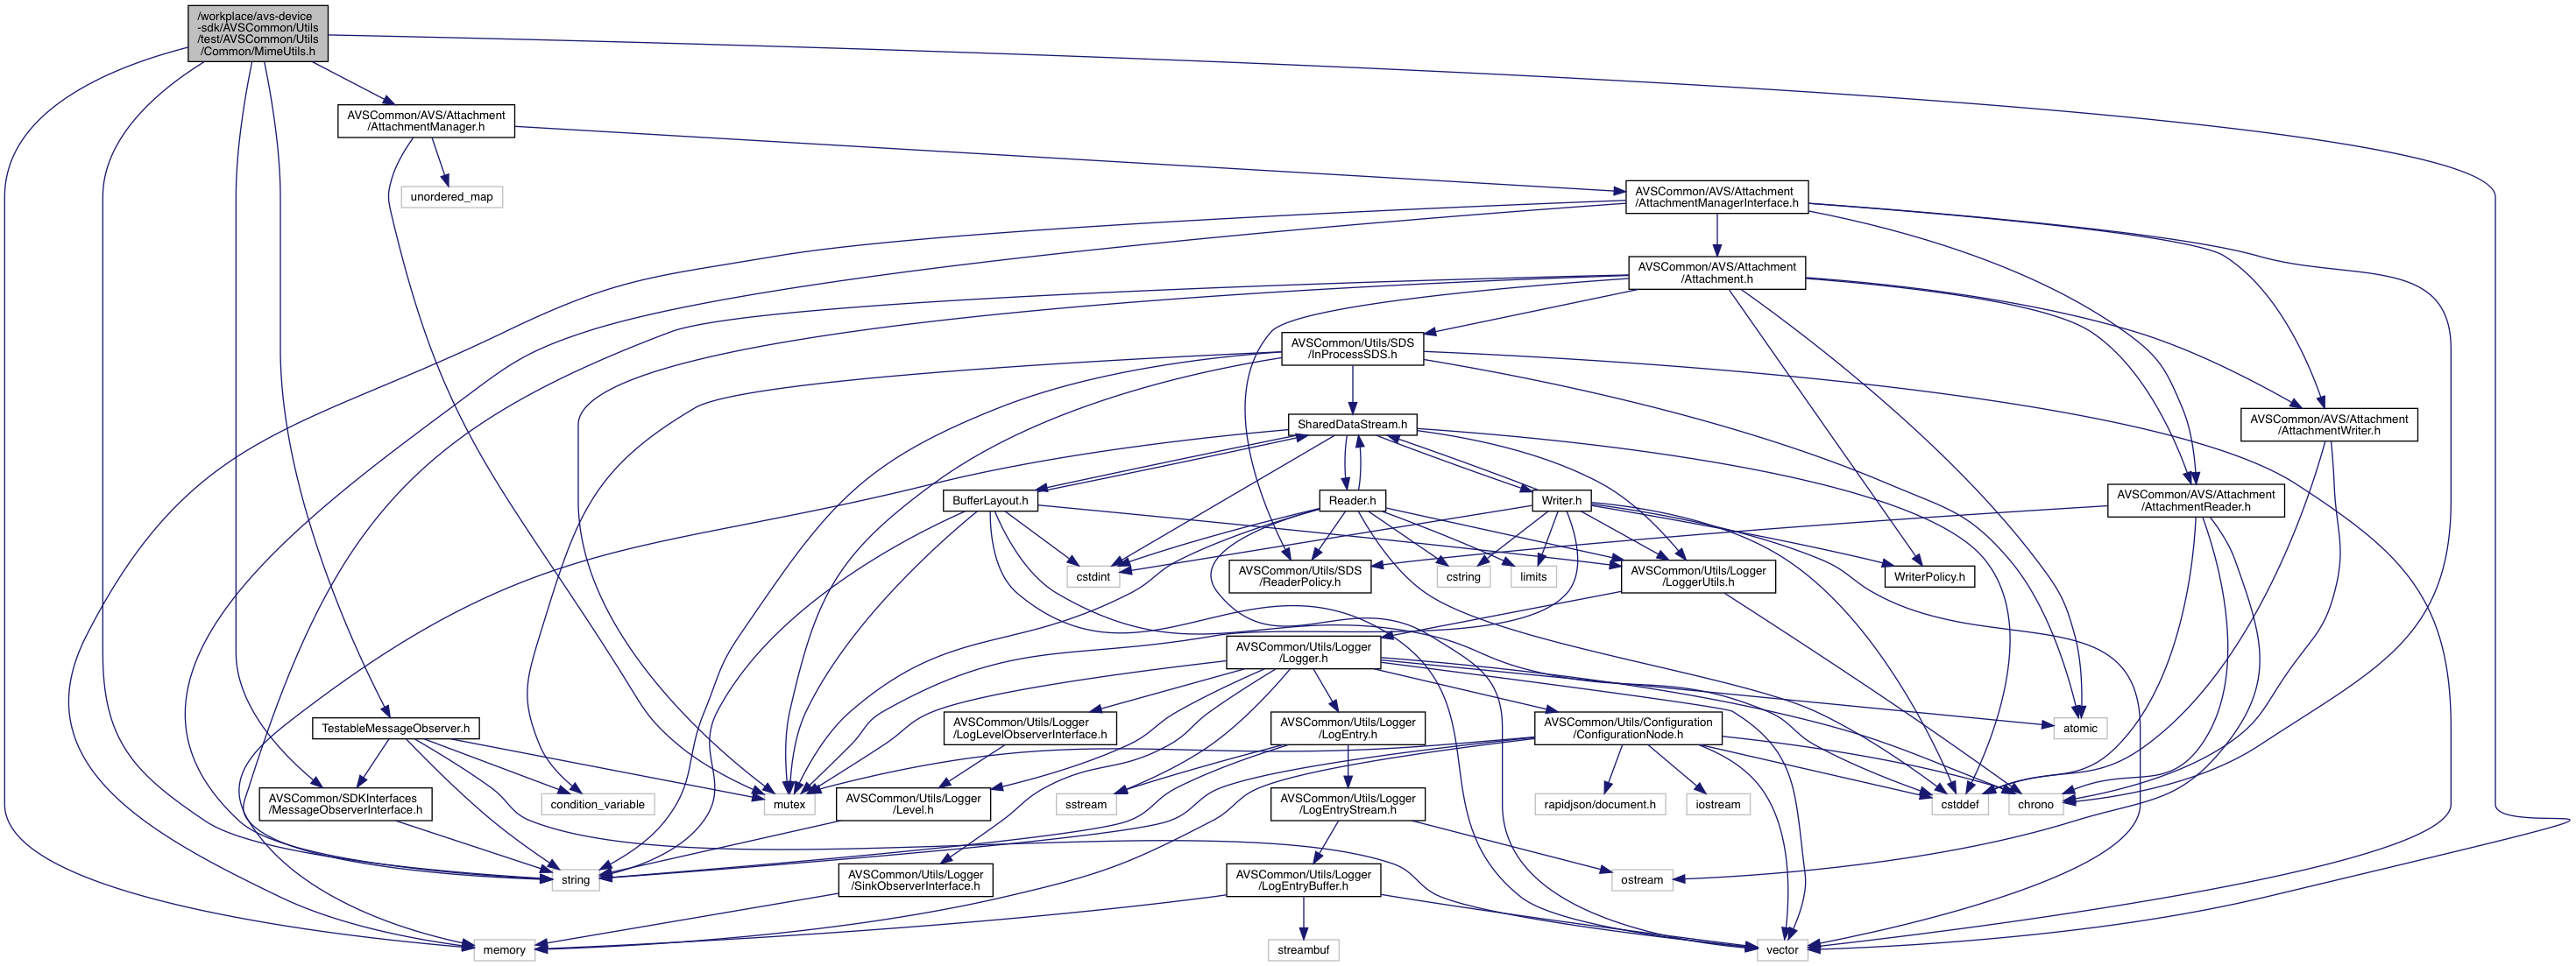 /workplace/avs-device
-sdk/AVSCommon/Utils
/test/AVSCommon/Utils
/Common/MimeUtils.h
AVSCommon/AVS/Attachment
/AttachmentManager.h
unordered_map
AVSCommon/AVS/Attachment
/AttachmentManagerInterface.h
AVSCommon/AVS/Attachment
/Attachment.h
AVSCommon/Utils/SDS
/InProcessSDS.h
SharedDataStream.h
AVSCommon/AVS/Attachment
/AttachmentWriter.h
BufferLayout.h
Reader.h
Writer.h
AVSCommon/AVS/Attachment
/AttachmentReader.h
cstdint
AVSCommon/Utils/SDS
/ReaderPolicy.h
cstring
limits
AVSCommon/Utils/Logger
/LoggerUtils.h
WriterPolicy.h
AVSCommon/Utils/Logger
/Logger.h
TestableMessageObserver.h
AVSCommon/Utils/Logger
/LogLevelObserverInterface.h
AVSCommon/Utils/Logger
/LogEntry.h
AVSCommon/Utils/Configuration
/ConfigurationNode.h
atomic
AVSCommon/SDKInterfaces
/MessageObserverInterface.h
condition_variable
mutex
AVSCommon/Utils/Logger
/Level.h
sstream
AVSCommon/Utils/Logger
/LogEntryStream.h
rapidjson/document.h
iostream
cstddef
chrono
string
AVSCommon/Utils/Logger
/SinkObserverInterface.h
AVSCommon/Utils/Logger
/LogEntryBuffer.h
ostream
memory
streambuf
vector